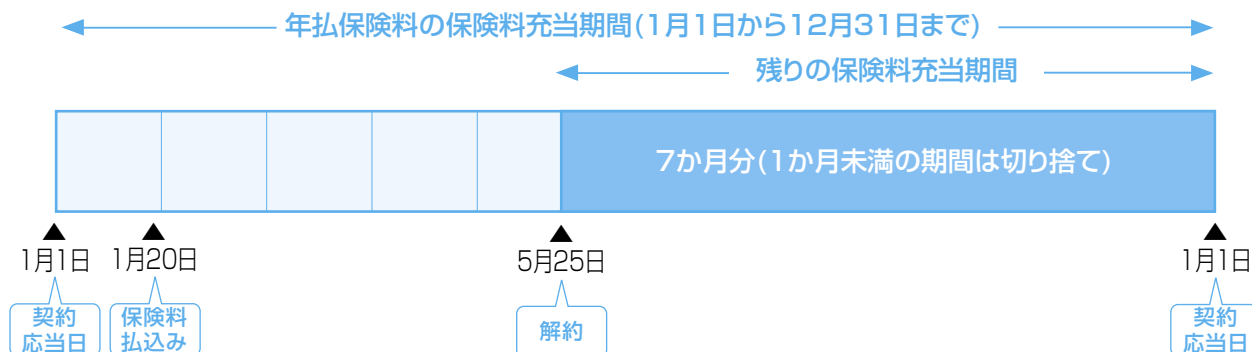 年払保険料の保険料充当期間(1月1日から12月31日まで)
残りの保険料充当期間
7か月分(1か月未満の期間は切り捨て)
1月1日
1月20日
5月25日
1月1日
契約
応当日
保険料
払込み
解約
契約
応当日